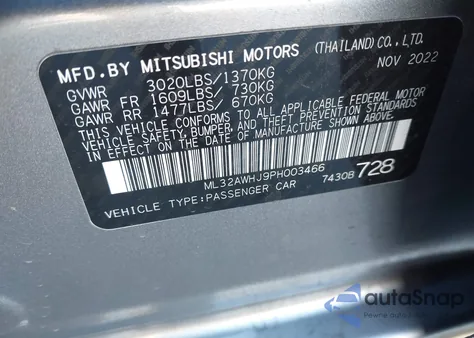 MFD.BY MITSUBISHI MOTORS (THAILAND) CO., LTD.
NOV 2022
GVWR 3020LBS/1370KG
GAWR FR 1609LBS/ 730KG
GAWR RR 1477LBS/ 670KG
THIS VEHICLE CONFORMS TO ALL APPLICABLE FEDERAL MOTOR
VEHICLE SAFETY, BUMPER, AND THEFT PREVENTION STANDARDS
IN EFFECT ON THE DATE OF MANUFACTURE SHOWN ABOVE.
ML32AWHJ9PH003466
VEHICLE TYPE:PASSENGER CAR 7430B 728
autoSnap